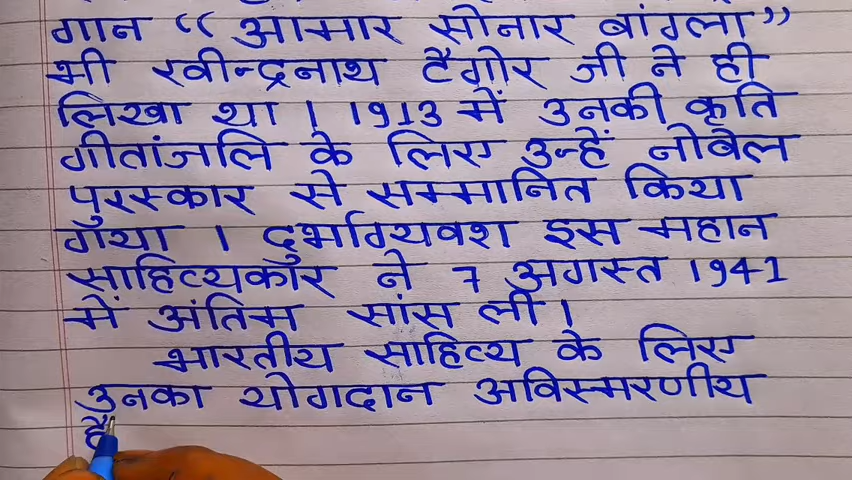 गान “ आमार सोनार बांग्ला”
भी रवीन्द्रनाथ टैगोर जी ने ही
लिखा था । 1913 में उनकी कृति
गीतांजलि के लिए उन्हें नोबेल
पुरस्कार से सम्मानित किया
गया । दुर्भाग्यवश इस महान
साहित्यकार ने 7 अगस्त 1941
में अंतिम सांस ली।
भारतीय साहित्य के लिए
उनका योगदान अविस्मरणीय
है